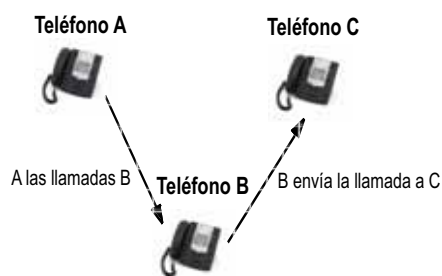 Teléfono A
Teléfono C
A las llamadas B
Teléfono B
B envía la llamada a C